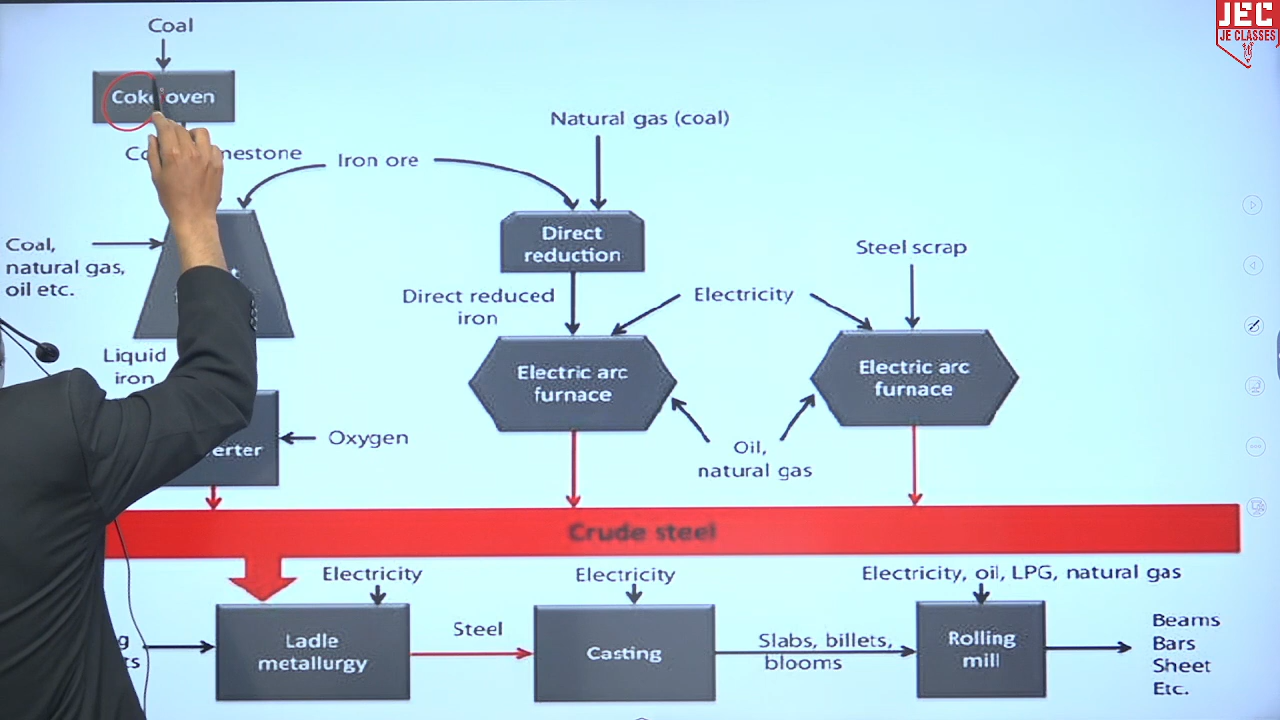 JEC
JE CLASSES
Coal
Coke oven
Natural gas (coal)
Iron ore
Direct
reduction
Coal,
natural gas,
oil etc.
Steel scrap
Direct reduced
iron
Electricity
Liquid
iron
Electric arc
furnace
Electric arc
furnace
Oxygen
Oil,
natural gas
Crude steel
Electricity
Electricity
Electricity, oil, LPG, natural gas
Ladle
metallurgy
Steel
Casting
Slabs, billets,
blooms
Rolling
mill
Beams
Bars
Sheet
Etc.